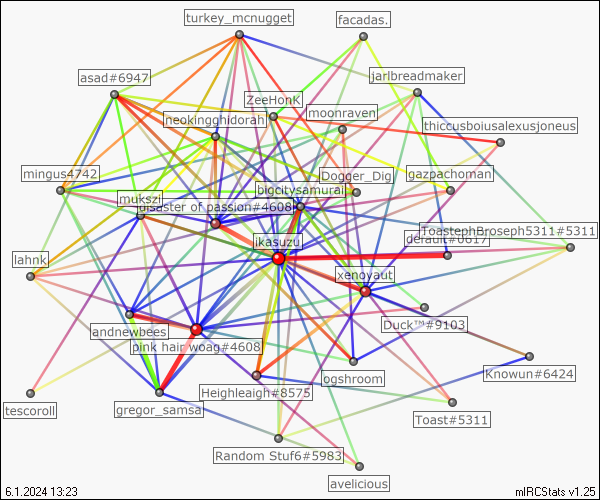 turkey_mcnugget
facadas.
asad#6947
jarlbreadmaker
ZeeHonK
moonraven
neokingghidorah
thiccusboiusalexusjoneus
mingus4742
Dogger_Dig
gazpachoman
mukszi
bigcitysamurai
disaster of passion#4608
ToastephBroseph5311#5311
default#0617
jkasuzu
lahnk
xenoyaut
Duck™#9103
andnewbees
pink hair woag#4608
ogshroom
Knowun#6424
Heighleigh#8575
tescoroll
gregor_samsa
Toast#5311
Random Stuf6#5983
avelicious
6.1.2024 13:23
mIRCStats v1.25